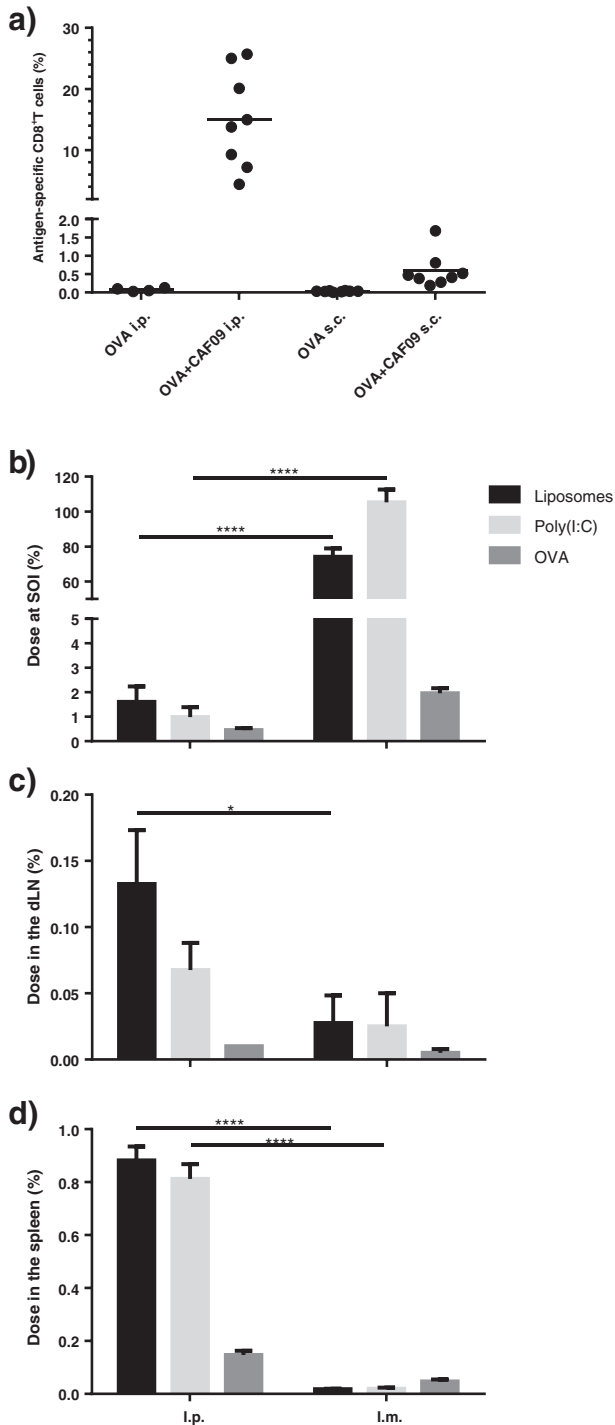 a)
Antigen-specific CD8⁺T cells (%)
30
20
10
2.0
1.5
1.0
0.5
0.0
OVA i.p.
OVA+CAF09 i.p.
OVA s.c.
OVA+CAF09 s.c.
b)
Dose at SOI (%)
120
100
80
60
5
4
3
2
1
0
****
****
Liposomes
Poly(I:C)
OVA
c)
Dose in the dLN (%)
0.20
0.15
0.10
0.05
0.00
*
d)
Dose in the spleen (%)
1.0
0.8
0.6
0.4
0.2
0.0
****
****
I.p.
I.m.